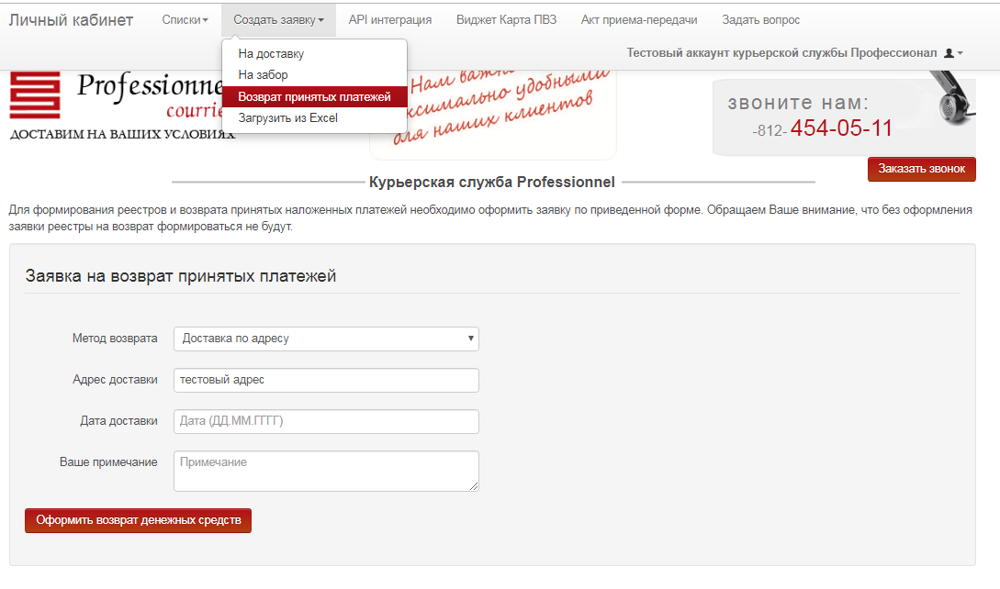 Личный кабинет Списки Создать заявку API интеграция Виджет Карта ПВЗ Акт приема-передачи Задать вопрос
Тестовый аккаунт курьерской службы Профессионал
На доставку
На забор
Возврат принятых платежей
Загрузить из Excel
Professionne
courrie
ДОСТАВИМ НА ВАШИХ УСЛОВИЯХ
Нам важно
ксимально удобными
для наших клиентов
звоните нам:
-812- 454-05-11
Заказать звонок
Курьерская служба Professionnel
Для формирования реестров и возврата принятых наложенных платежей необходимо оформить заявку по приведенной форме. Обращаем Ваше внимание, что без оформления
заявки реестры на возврат формироваться не будут.
Заявка на возврат принятых платежей
Метод возврата Доставка по адресу
Адрес доставки тестовый адрес
Дата доставки Дата (ДД.ММ.ГГГГ)
Ваше примечание Примечание
Оформить возврат денежных средств